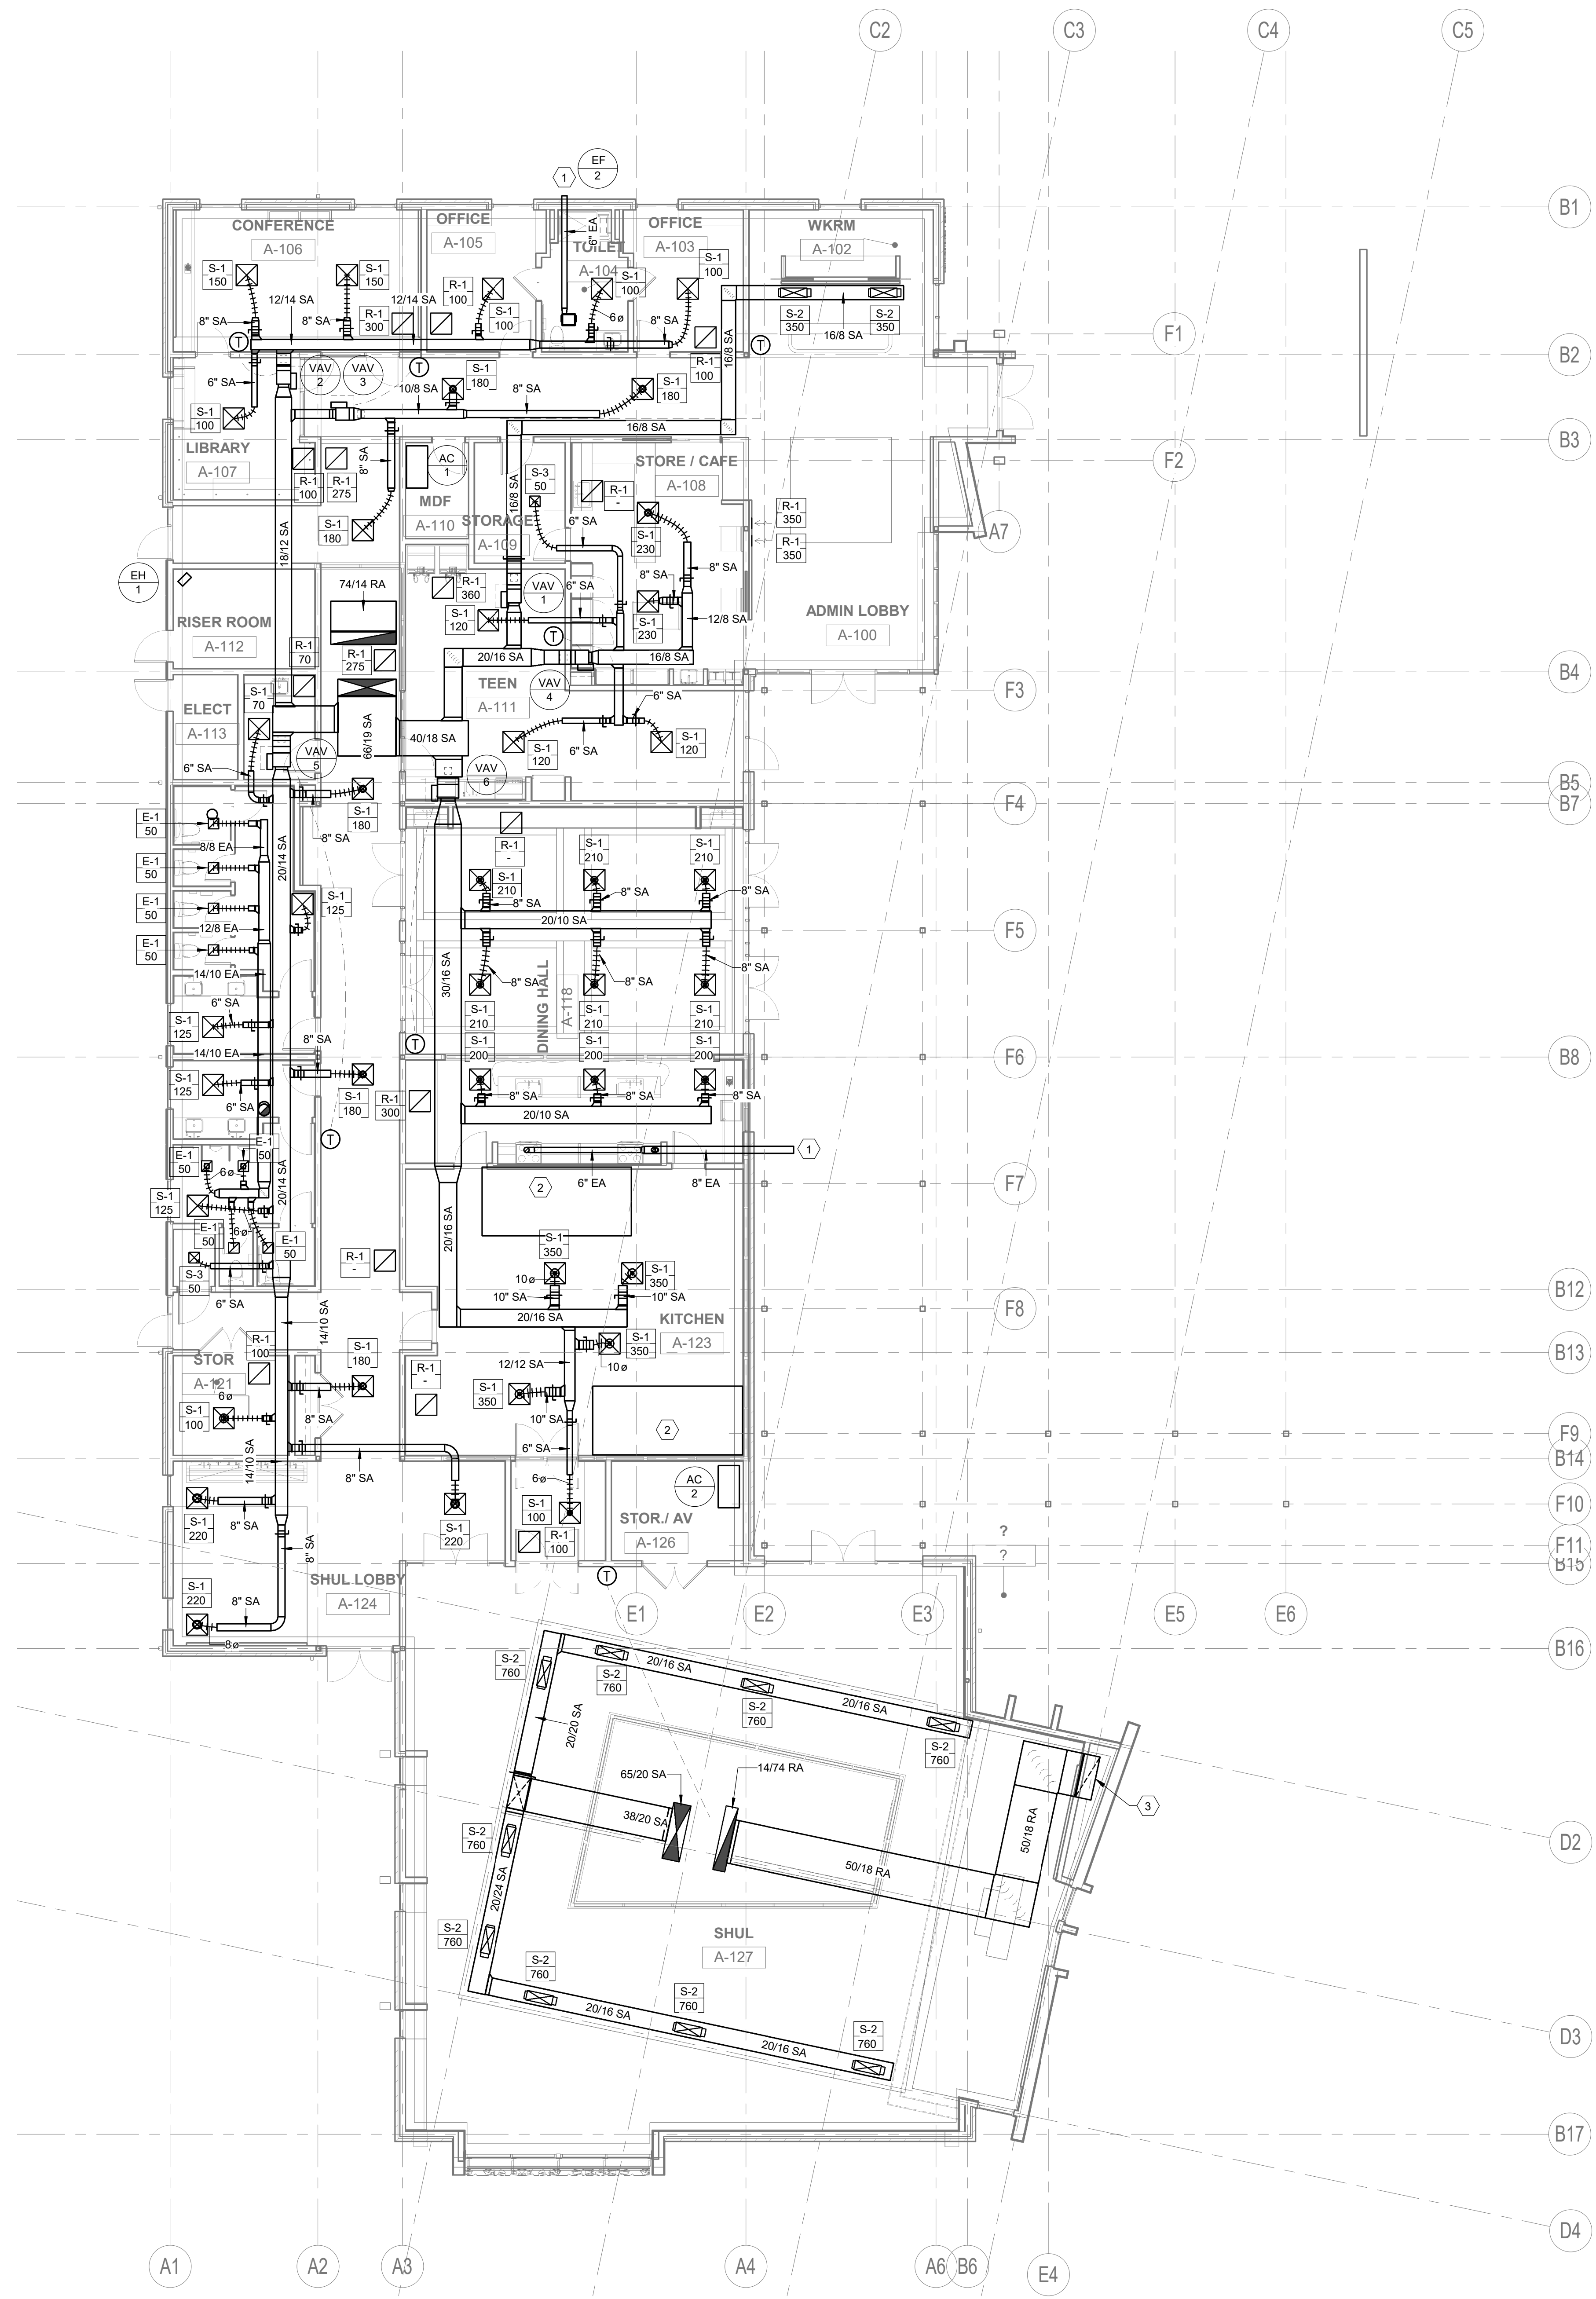 C2
C3
C4
C5
EF
2
1
B1
CONFERENCE
A-106
OFFICE
A-105
6" EA
TOILET
A-104
OFFICE
A-103
WKRM
A-102
S-1
150
S-1
150
R-1
100
S-1
100
S-1
100
12/14 SA
12/14 SA
8" SA
8" SA
R-1
300
S-1
100
6ø
8" SA
S-2
350
S-2
350
16/8 SA
16/8 SA
F1
T
T
T
B2
VAV
2
VAV
3
S-1
180
R-1
100
S-1
180
6" SA
10/8 SA
8" SA
S-1
100
16/8 SA
B3
LIBRARY
A-107
AC
1
STORE / CAFE
A-108
F2
8" SA
R-1
100
R-1
275
MDF
A-110
S-3
50
R-1
-
16/8 SA
STORAGE
A-109
R-1
350
R-1
350
S-1
180
6" SA
S-1
230
A7
18/12 SA
EH
1
74/14 RA
R-1
360
VAV
1
6" SA
8" SA
8" SA
RISER ROOM
A-112
S-1
120
S-1
230
12/8 SA
ADMIN LOBBY
A-100
T
R-1
70
R-1
275
20/16 SA
16/8 SA
B4
TEEN
A-111
VAV
4
F3
S-1
70
ELECT
A-113
6" SA
66/19 SA
40/18 SA
6" SA
S-1
120
S-1
120
VAV
5
VAV
6
6" SA
B5
B7
F4
E-1
50
S-1
180
8" SA
8/8 EA
20/14 SA
R-1
-
S-1
210
S-1
210
E-1
50
S-1
210
8" SA
8" SA
8" SA
E-1
50
S-1
125
20/10 SA
12/8 EA
F5
E-1
50
14/10 EA
30/16 SA
8" SA
8" SA
8" SA
6" SA
DINING HALL
A-118
S-1
125
S-1
210
S-1
210
S-1
210
8" SA
T
S-1
200
S-1
200
S-1
200
14/10 EA
F6
B8
S-1
125
S-1
180
R-1
300
8" SA
8" SA
8" SA
6" SA
20/10 SA
T
E-1
50
E-1
50
6ø
1
6" EA
8" EA
20/14 SA
2
F7
S-1
125
E-1
50
6ø
E-1
50
20/16 SA
S-1
350
R-1
-
S-3
50
10ø
S-1
350
6" SA
10" SA
10" SA
B12
14/10 SA
20/16 SA
KITCHEN
A-123
F8
R-1
100
S-1
180
S-1
350
STOR
A-121
12/12 SA
10ø
B13
R-1
-
S-1
350
6ø
S-1
100
8" SA
10" SA
2
F9
6" SA
B14
14/10 SA
8" SA
6ø
AC
2
S-1
220
8" SA
S-1
220
S-1
100
STOR./ AV
A-126
F10
8" SA
R-1
100
?
?
F11
B15
T
SHUL LOBBY
A-124
S-1
220
8" SA
8ø
E1
E2
E3
E5
E6
B16
S-2
760
S-2
760
20/16 SA
S-2
760
20/16 SA
S-2
760
20/20 SA
65/20 SA
14/74 RA
3
38/20 SA
50/18 RA
S-2
760
50/18 RA
D2
20/24 SA
S-2
760
SHUL
A-127
S-2
760
S-2
760
20/16 SA
S-2
760
20/16 SA
D3
B17
D4
A1
A2
A3
A4
A6
B6
E4